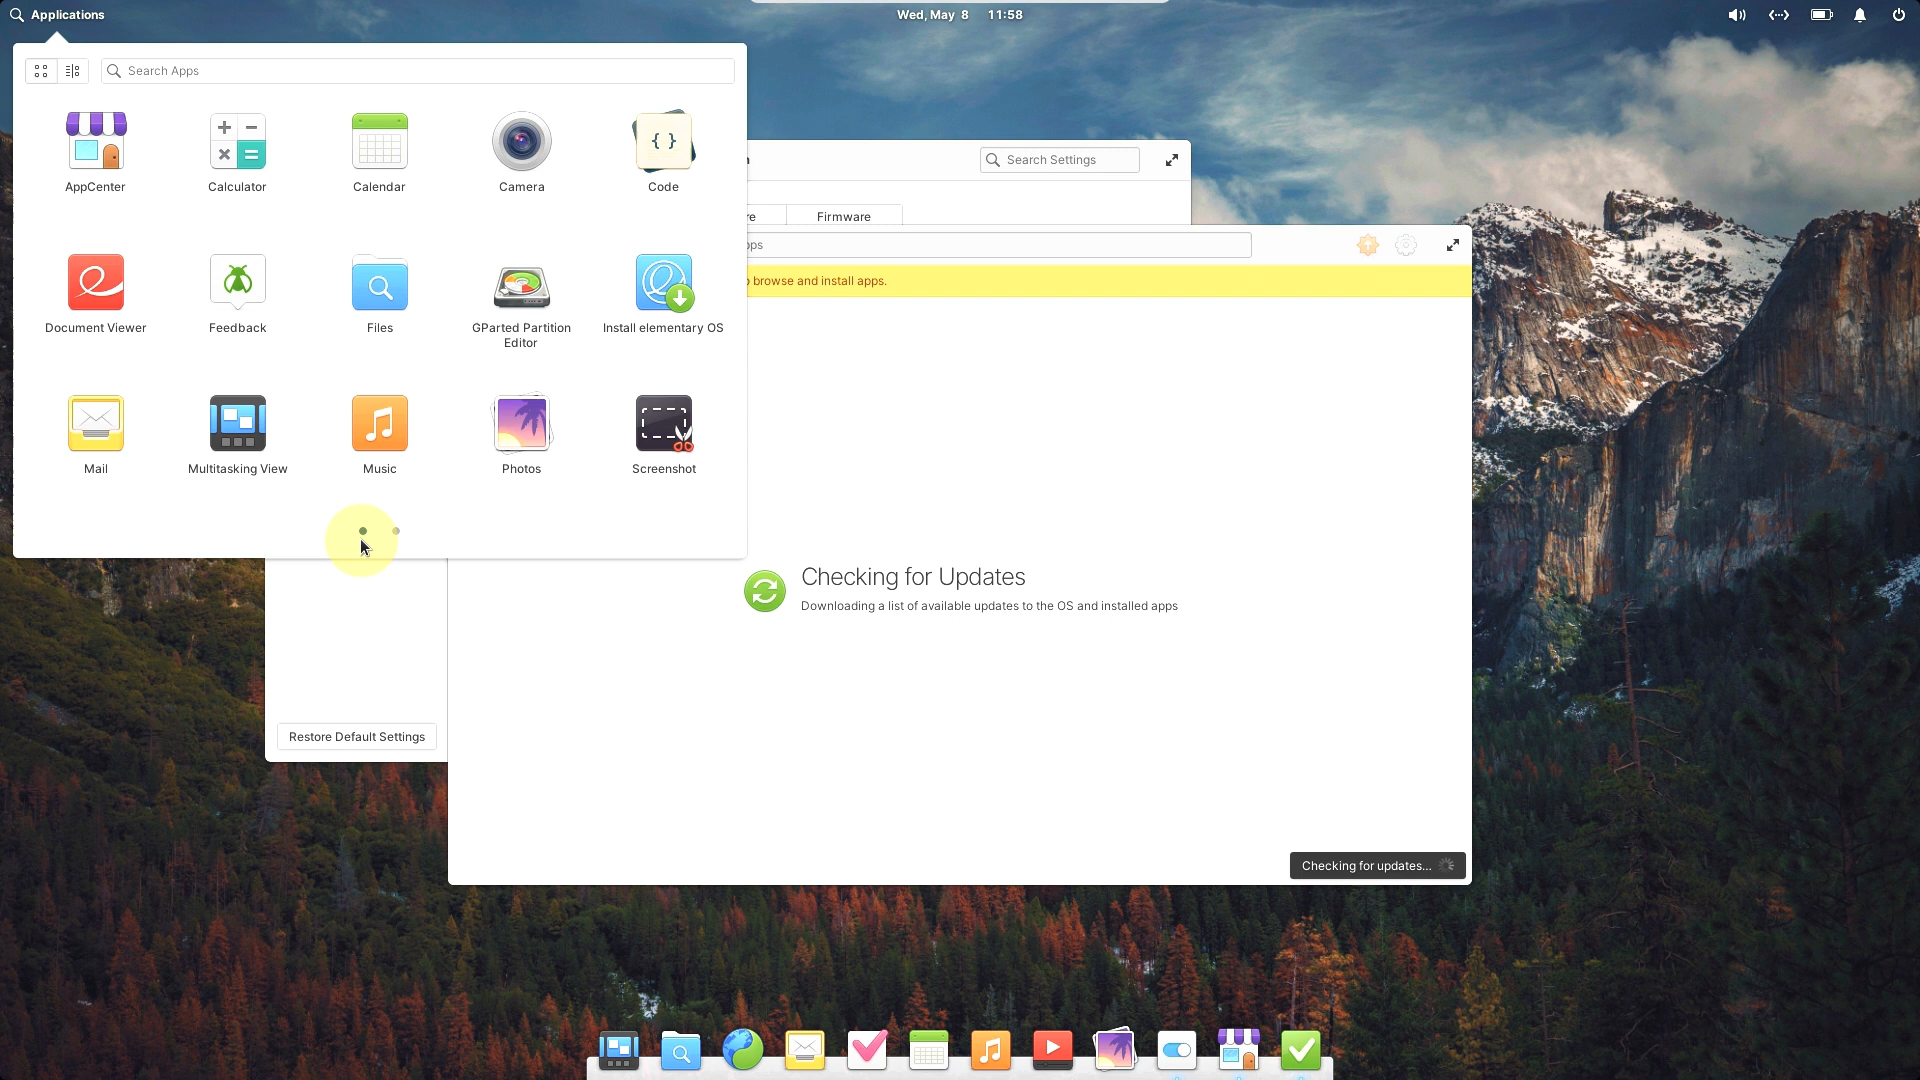 Applications
Wed, May 8 11:58
Search Apps
AppCenter
Calculator
Calendar
Camera
Code
Document Viewer
Feedback
Files
GParted Partition
Editor
Install elementary OS
Mail
Multitasking View
Music
Photos
Screenshot
Search Settings
Firmware
browse and install apps.
Checking for Updates
Downloading a list of available updates to the OS and installed apps
Restore Default Settings
Checking for updates...